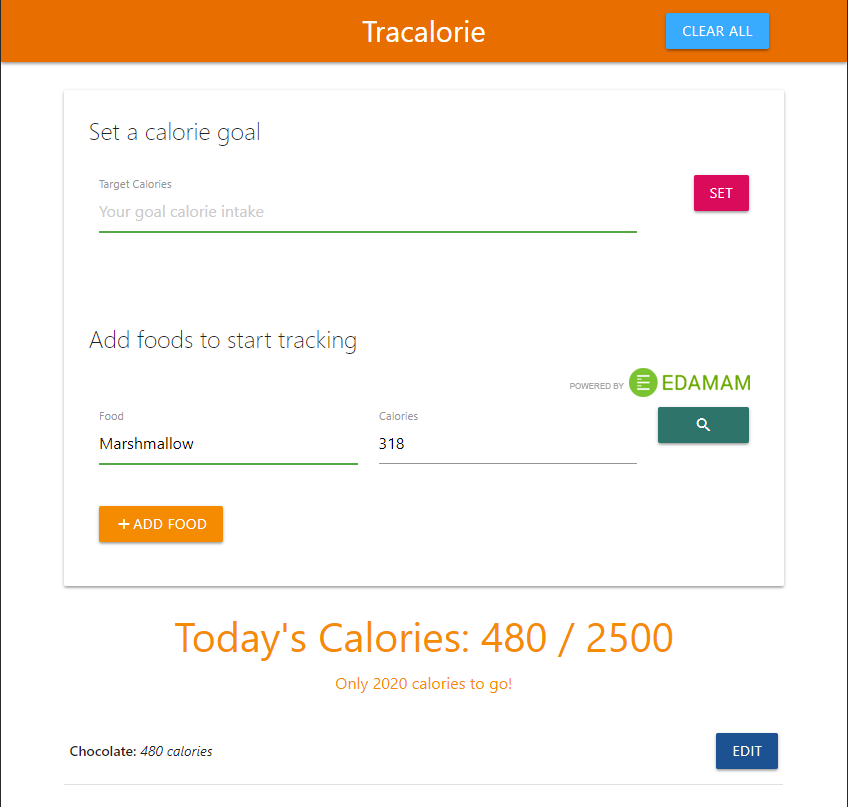 Tracalorie
CLEAR ALL
Set a calorie goal
Target Calories
Your goal calorie intake
SET
Add foods to start tracking
POWERED BY EDAMAM
Food
Calories
Marshmallow
318
+ ADD FOOD
Today's Calories: 480 / 2500
Only 2020 calories to go!
Chocolate: 480 calories
EDIT